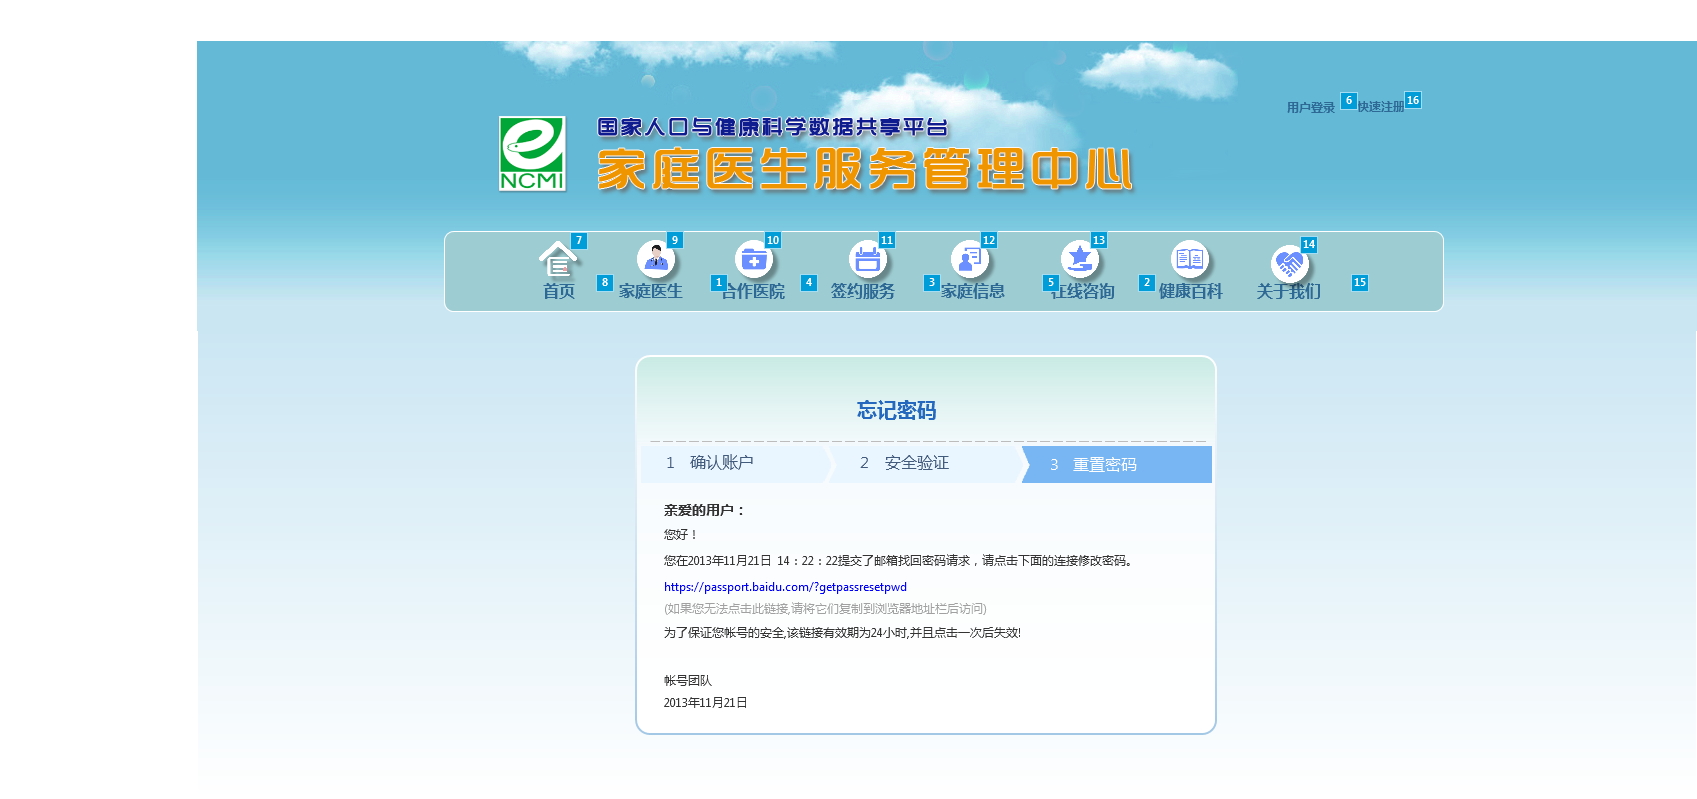 用户登录 6 快速注册 16
国家人口与健康科学数据共享平台
家庭医生服务管理中心
NCMI
7 9 10 11 12 13 14
首页 8 家庭医生 1 合作医院 4 签约服务 3 家庭信息 5 在线咨询 2 健康百科 关于我们 15
忘记密码
1 确认账户 2 安全验证 3 重置密码
亲爱的用户：
您好！
您在2013年11月21日 14：22：22提交了邮箱找回密码请求，请点击下面的连接修改密码。
https://passport.baidu.com/?getpassresetpwd
(如果您无法点击此链接,请将它们复制到浏览器地址栏后访问)
为了保证您帐号的安全,该链接有效期为24小时,并且点击一次后失效!
帐号团队
2013年11月21日